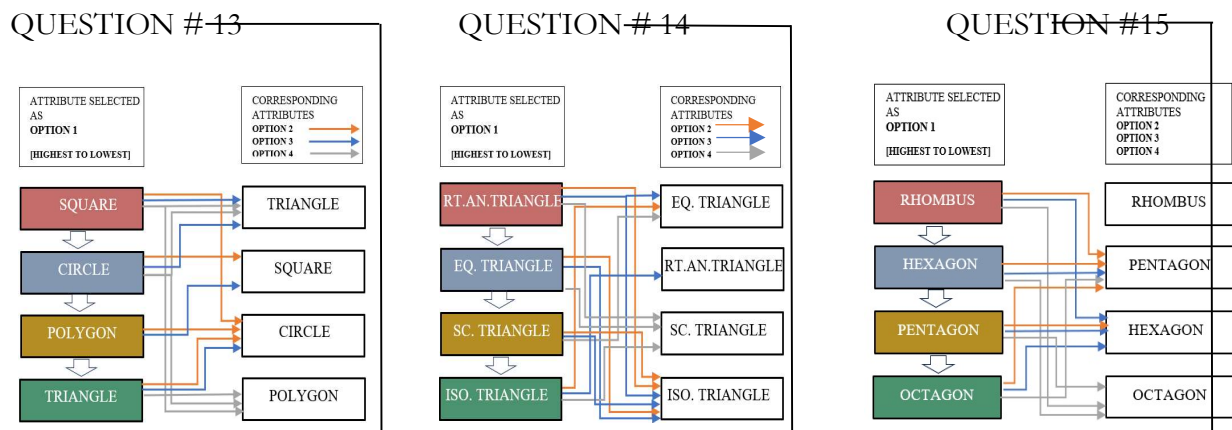 QUESTION # 13
ATTRIBUTE SELECTED
AS
OPTION 1
[HIGHEST TO LOWEST]
CORRESPONDING
ATTRIBUTES
OPTION 2
OPTION 3
OPTION 4
SQUARE
TRIANGLE
CIRCLE
SQUARE
POLYGON
CIRCLE
TRIANGLE
POLYGON
QUESTION # 14
ATTRIBUTE SELECTED
AS
OPTION 1
[HIGHEST TO LOWEST]
CORRESPONDING
ATTRIBUTES
OPTION 2
OPTION 3
OPTION 4
RT.AN.TRIANGLE
EQ. TRIANGLE
EQ. TRIANGLE
RT.AN.TRIANGLE
SC. TRIANGLE
SC. TRIANGLE
ISO. TRIANGLE
ISO. TRIANGLE
QUESTION #15
ATTRIBUTE SELECTED
AS
OPTION 1
[HIGHEST TO LOWEST]
CORRESPONDING
ATTRIBUTES
OPTION 2
OPTION 3
OPTION 4
RHOMBUS
RHOMBUS
HEXAGON
PENTAGON
PENTAGON
HEXAGON
OCTAGON
OCTAGON